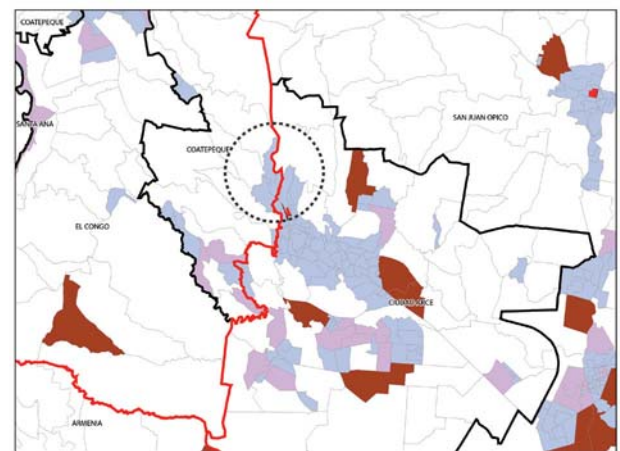 COATEPEQUE
SANTA ANA
SAN JUAN OPICO
COATEPEQUE
EL CONGO
CIUDAD ARCE
ARMENIA